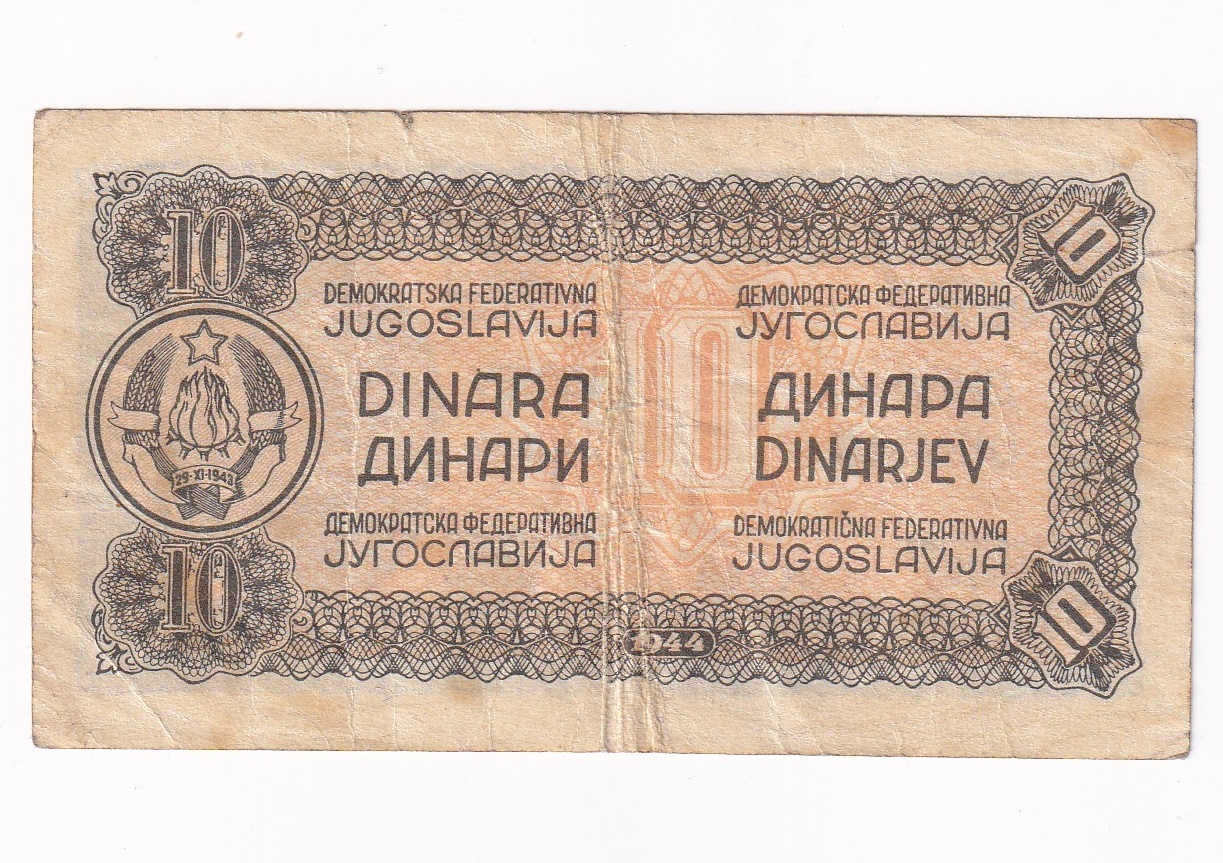 10
10
DEMOKRATSKA FEDERATIVNA
JUGOSLAVIJA
ДЕМОКРАТСКА ФЕДЕРАТИВНА
ЈУГОСЛАВИЈА
10
DINARA
ДИНАРИ
ДИНАРА
DINARJEV
29·XI·1943
ДЕМОКРАТСКА ФЕДЕРАТИВНА
ЈУГОСЛАВИЈА
DEMOKRATIČNA FEDERATIVNA
JUGOSLAVIJA
10
10
1944